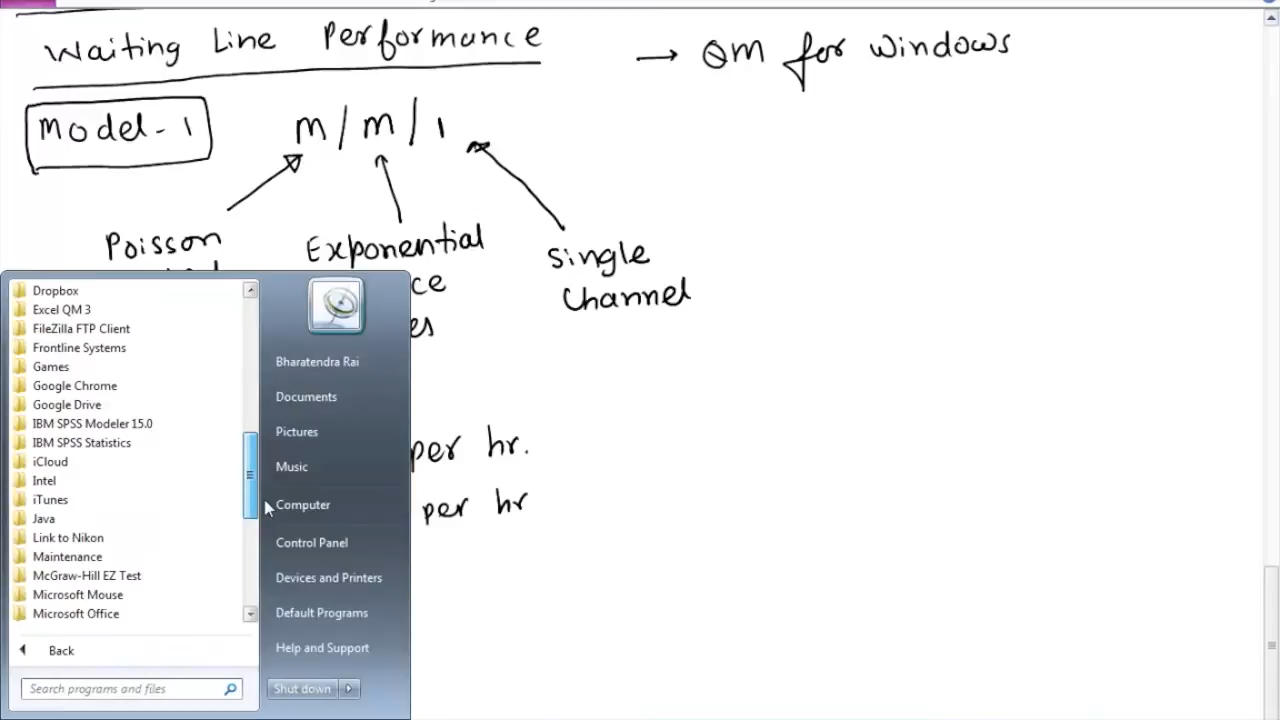 Waiting Line Performance → QM for windows
Model-1 M/M/1
Poisson Exponential Single
Channel
per hr.
per hr
Dropbox
Excel QM 3
FileZilla FTP Client
Frontline Systems
Games
Google Chrome
Google Drive
IBM SPSS Modeler 15.0
IBM SPSS Statistics
iCloud
Intel
iTunes
Java
Link to Nikon
Maintenance
McGraw-Hill EZ Test
Microsoft Mouse
Microsoft Office
Back
Search programs and files
Bharatendra Rai
Documents
Pictures
Music
Computer
Control Panel
Devices and Printers
Default Programs
Help and Support
Shut down